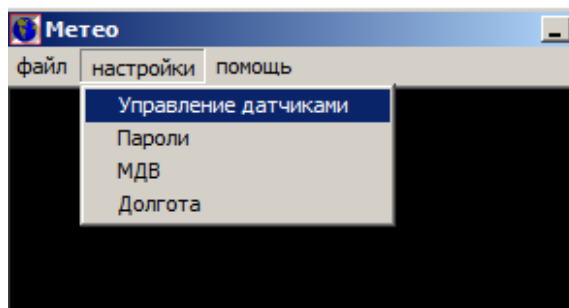 Метео
файл настройки помощь
Управление датчиками
Пароли
МДВ
Долгота